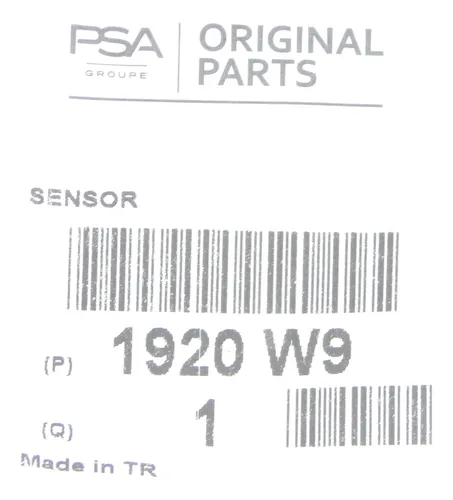 PSA
GROUPE
ORIGINAL
PARTS
SENSOR
(P) 1920 W9
(Q) 1
Made in TR